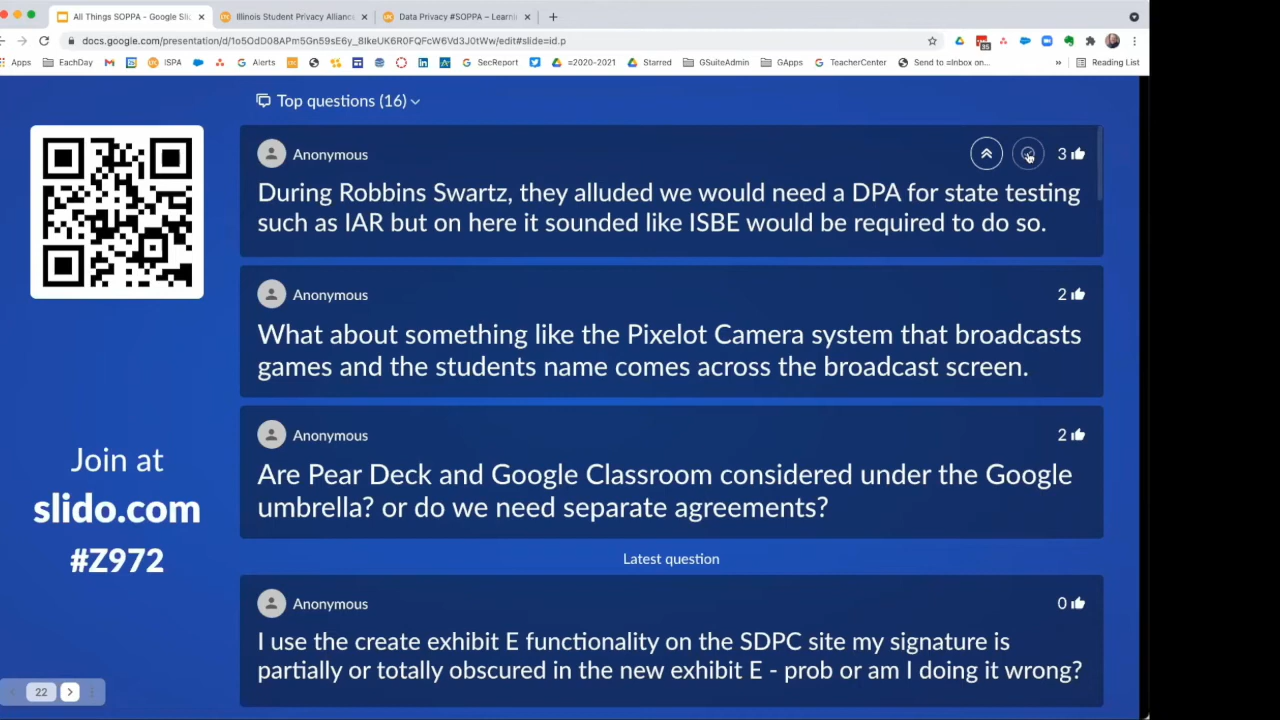 All Things SOPPA - Google Slid
Illinois Student Privacy Alliance
Data Privacy #SOPPA – Learnin
docs.google.com/presentation/d/1o5OdD08APm5Gn59sE6y_8IkeUK6R0FQFcW6Vd3J0tWw/edit#slide=id.p
35
Apps
EachDay
ISPA
Alerts
SecReport
=2020-2021
Starred
GSuiteAdmin
GApps
TeacherCenter
Send to =Inbox on...
»
Reading List
Top questions (16)
Anonymous
3
During Robbins Swartz, they alluded we would need a DPA for state testing
such as IAR but on here it sounded like ISBE would be required to do so.
Anonymous
2
What about something like the Pixelot Camera system that broadcasts
games and the students name comes across the broadcast screen.
Anonymous
2
Are Pear Deck and Google Classroom considered under the Google
umbrella? or do we need separate agreements?
Join at
slido.com
#Z972
Latest question
Anonymous
0
I use the create exhibit E functionality on the SDPC site my signature is
partially or totally obscured in the new exhibit E - prob or am I doing it wrong?
22